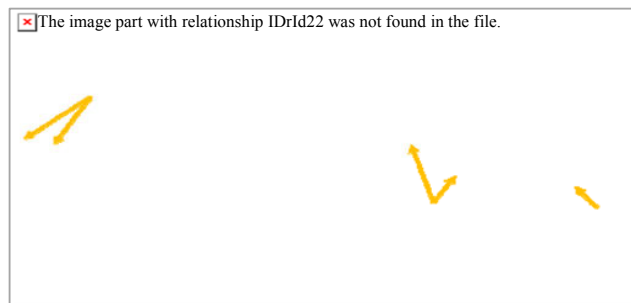 The image part with relationship IDrId22 was not found in the file.